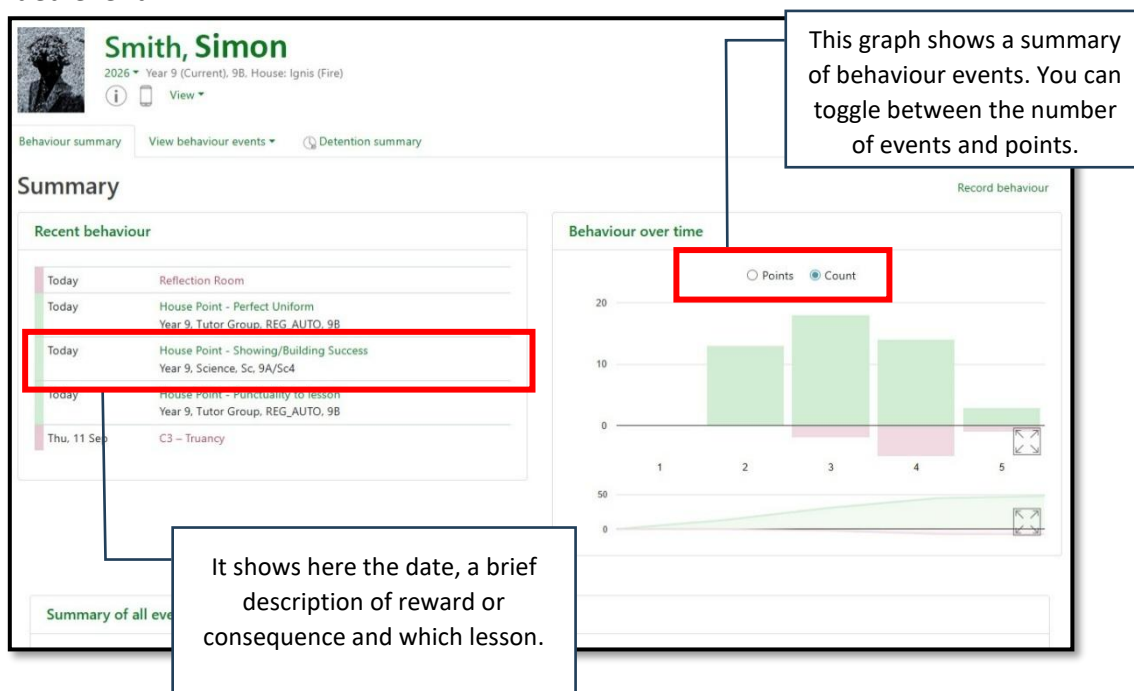 Smith, Simon
2026 Year 9 (Current), 9B, House: Ignis (Fire)
View
This graph shows a summary
of behaviour events. You can
toggle between the number
of events and points.
Behaviour summary View behaviour events Detention summary
Summary
Record behaviour
Recent behaviour
Today Reflection Room
Today House Point - Perfect Uniform
Year 9, Tutor Group, REG_AUTO, 9B
Today House Point - Showing/Building Success
Year 9, Science, Sc, 9A/Sc4
Today House Point - Punctuality to lesson
Year 9, Tutor Group, REG_AUTO, 9B
Thu, 11 Sep C3 – Truancy
Behaviour over time
Points Count
20
10
0
1 2 3 4 5
50
0
It shows here the date, a brief
description of reward or
consequence and which lesson.
Summary of all